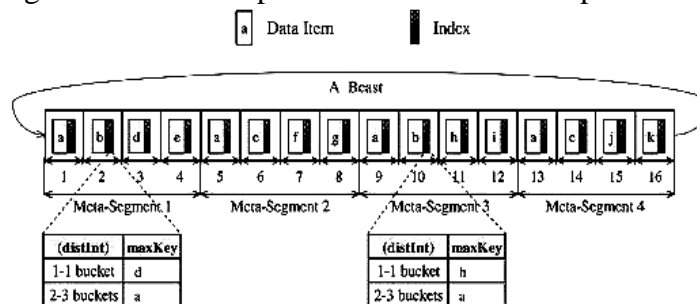 a Data Item Index
A Bcast
a b d e a c f g a b h i a c j k
1 2 3 4 5 6 7 8 9 10 11 12 13 14 15 16
Meta-Segment 1 Meta-Segment 2 Meta-Segment 3 Meta-Segment 4
(distInt) maxKey (distInt) maxKey
1-1 bucket d 1-1 bucket h
2-3 buckets a 2-3 buckets a